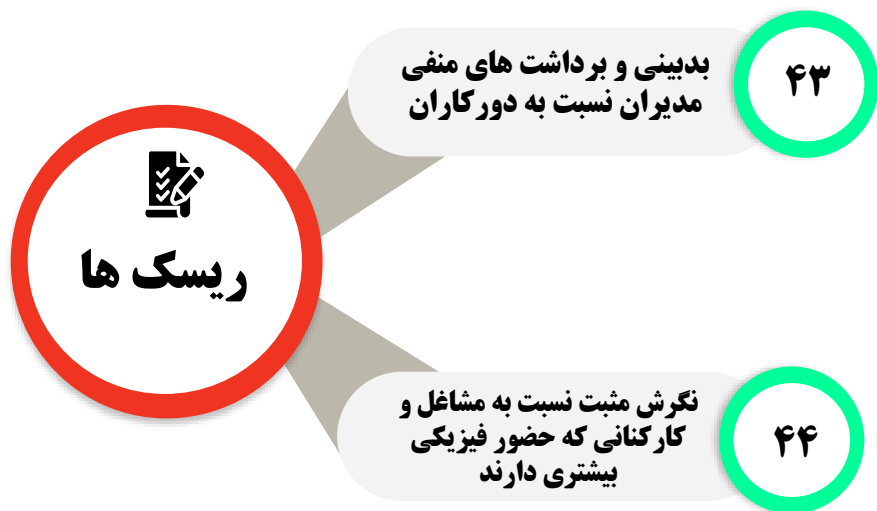 بدبینی و برداشت های منفی
مدیران نسبت به دورکاران
۴۳
ریسک ها
نگرش مثبت نسبت به مشاغل و
کارکنانی که حضور فیزیکی
بیشتری دارند
۴۴